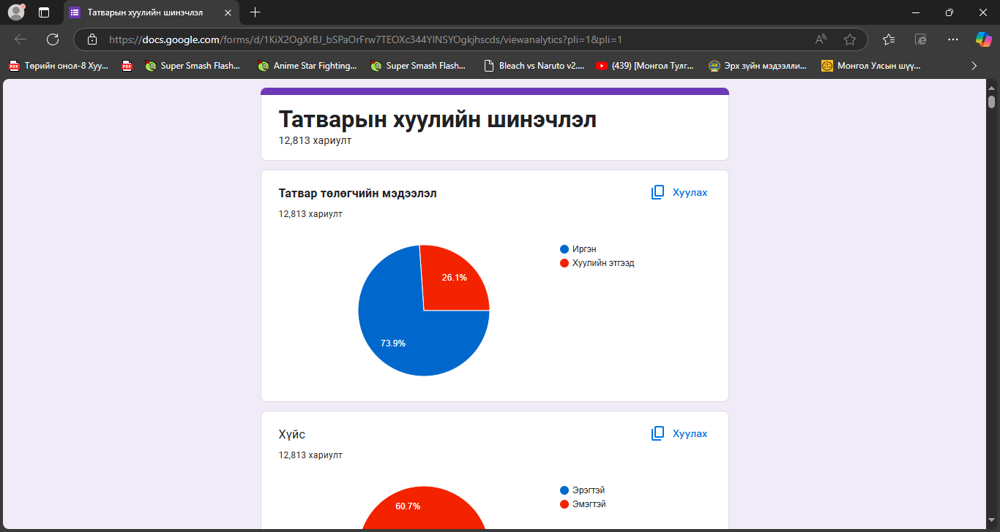 Татварын хуулийн шинэчлэл
https://docs.google.com/forms/d/1KiX2OgXrBJ_bSPaOrFrw7TEOXc344YlNSYOgkjhscds/viewanalytics?pli=1&pli=1
Төрийн онол-8 Хуу... Super Smash Flash... Anime Star Fighting... Super Smash Flash... Bleach vs Naruto v2.... (439) [Монгол Тулг... Эрх зүйн мэдээлли... Монгол Улсын шүү...
Татварын хуулийн шинэчлэл
12,813 хариулт
Татвар төлөгчийн мэдээлэл
Хуулах
12,813 хариулт
Иргэн
Хуулийн этгээд
26.1%
73.9%
Хүйс
Хуулах
12,813 хариулт
Эрэгтэй
Эмэгтэй
60.7%